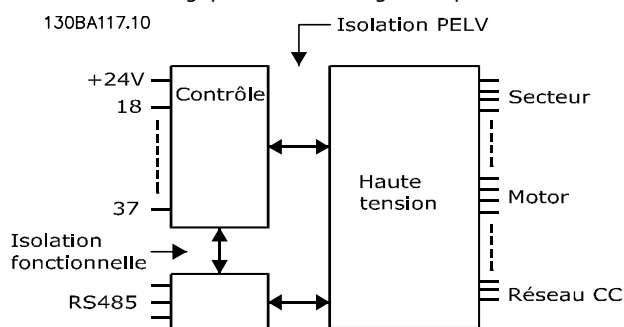 130BA117.10
Isolation PELV
+24V
Contrôle
18
37
Haute
tension
Secteur
Motor
Réseau CC
Isolation
fonctionnelle
RS485